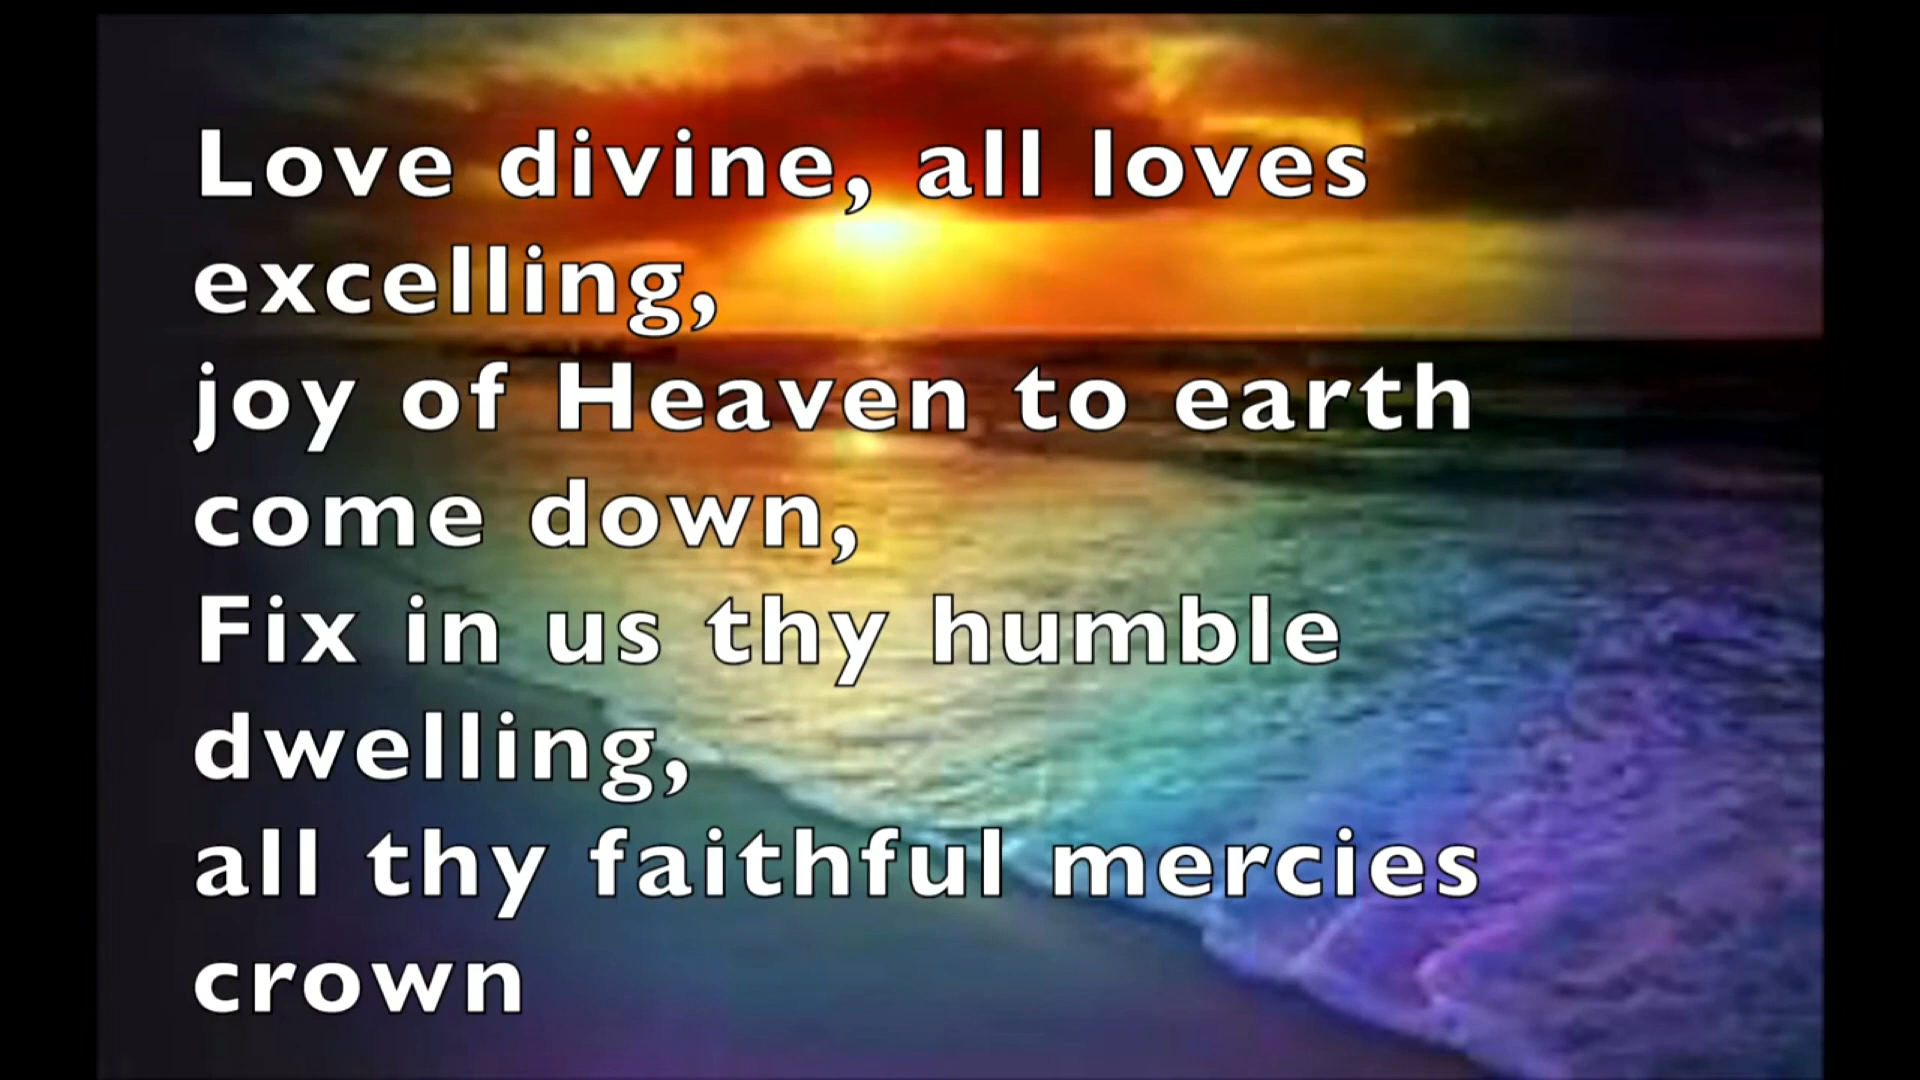 Love divine, all loves
excelling,
joy of Heaven to earth
come down,
Fix in us thy humble
dwelling,
all thy faithful mercies
crown